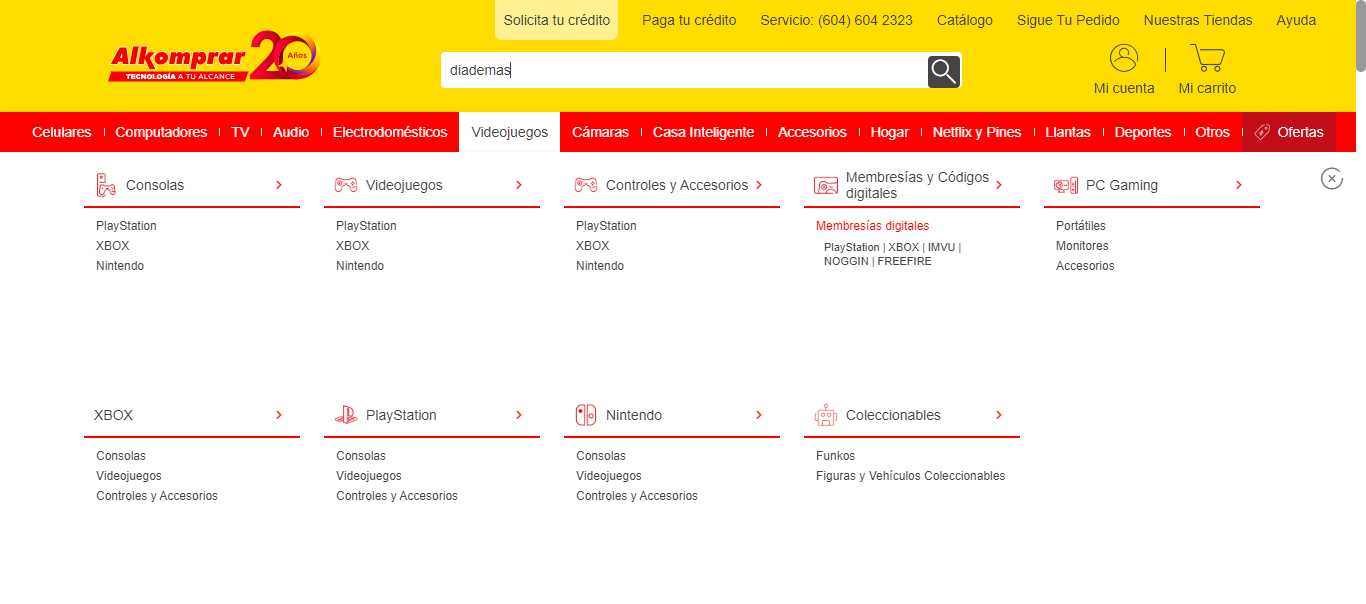 Solicita tu crédito
Paga tu crédito
Servicio: (604) 604 2323
Catálogo
Sigue Tu Pedido
Nuestras Tiendas
Ayuda
Alkomprar 20 Años
TECNOLOGÍA A TU ALCANCE
diademas
Mi cuenta
Mi carrito
Celulares
Computadores
TV
Audio
Electrodomésticos
Videojuegos
Cámaras
Casa Inteligente
Accesorios
Hogar
Netflix y Pines
Llantas
Deportes
Otros
Ofertas
Consolas
PlayStation
XBOX
Nintendo
Videojuegos
PlayStation
XBOX
Nintendo
Controles y Accesorios
PlayStation
XBOX
Nintendo
Membresías y Códigos
digitales
Membresías digitales
PlayStation | XBOX | IMVU |
NOGGIN | FREEFIRE
PC Gaming
Portátiles
Monitores
Accesorios
XBOX
Consolas
Videojuegos
Controles y Accesorios
PlayStation
Consolas
Videojuegos
Controles y Accesorios
Nintendo
Consolas
Videojuegos
Controles y Accesorios
Coleccionables
Funkos
Figuras y Vehículos Coleccionables